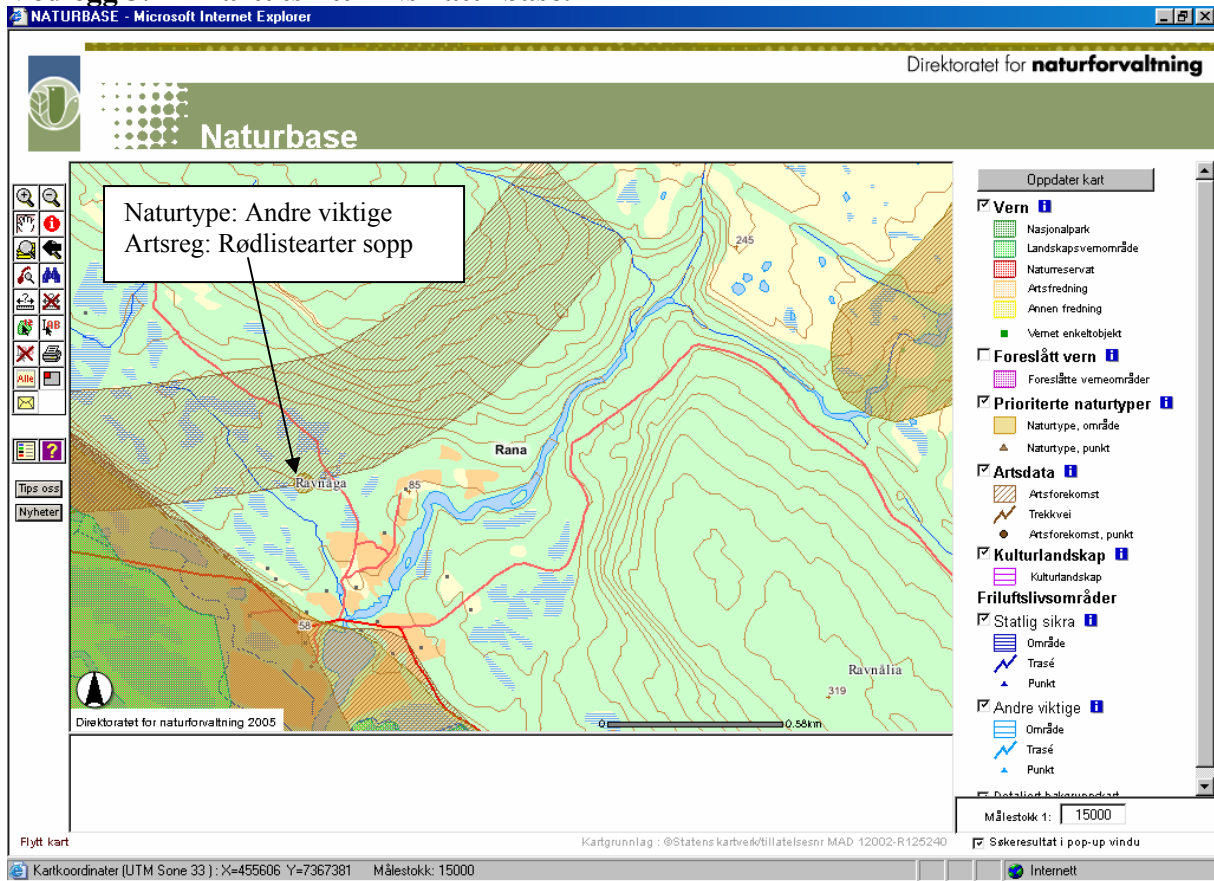 NATURBASE - Microsoft Internet Explorer
Direktoratet for naturforvaltning
Naturbase
Naturtype: Andre viktige
Artsreg: Rødlistearter sopp
245
Rana
Ravnåga
85
58
Ravnålia
319
Direktoratet for naturforvaltning 2005
0
0.58km
Alle
Tips oss
Nyheter
Oppdater kart
Vern
Nasjonalpark
Landskapsvernområde
Naturreservat
Artsfredning
Annen fredning
Vernet enkeltobjekt
Foreslått vern
Foreslåtte verneområder
Prioriterte naturtyper
Naturtype, område
Naturtype, punkt
Artsdata
Artsforekomst
Trekkvei
Artsforekomst, punkt
Kulturlandskap
Kulturlandskap
Friluftslivsområder
Statlig sikra
Område
Trasé
Punkt
Andre viktige
Område
Trasé
Punkt
Detaljert bakgrunnskart
Målestokk 1: 15000
Søkeresultat i pop-up vindu
Flytt kart
Kartgrunnlag : ©Statens kartverk/tillatelsesnr MAD 12002-R125240
Kartkoordinater (UTM Sone 33 ) : X=455606 Y=7367381 Målestokk: 15000
Internett